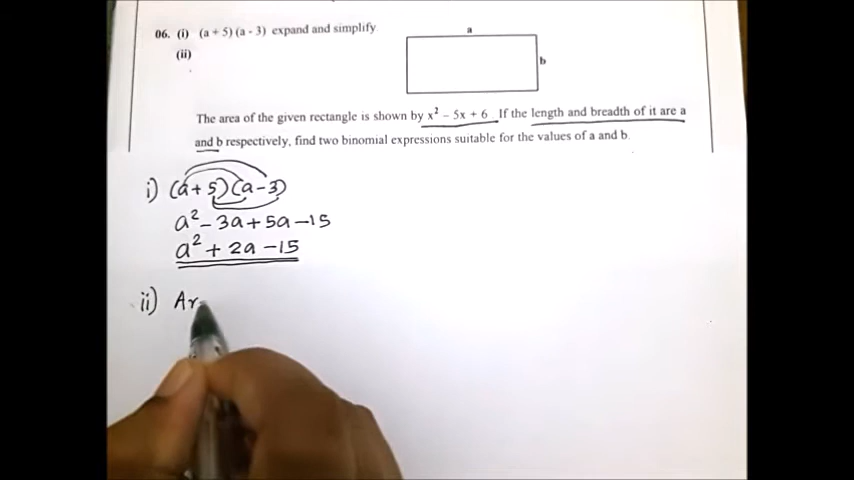 06. (i) (a + 5) (a - 3) expand and simplify
(ii)
a
b
The area of the given rectangle is shown by x² – 5x + 6 If the length and breadth of it are a
and b respectively, find two binomial expressions suitable for the values of a and b.
i) (a + 5)(a - 3)
a² - 3a + 5a - 15
a² + 2a - 15
ii) Ar